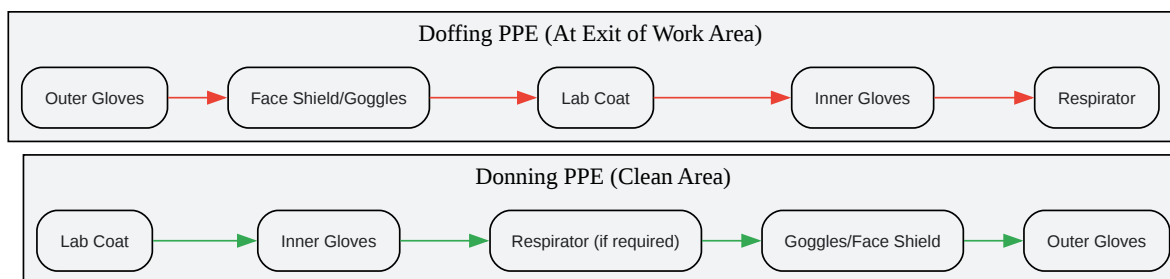 Doffing PPE (At Exit of Work Area)
Outer Gloves
Face Shield/Goggles
Lab Coat
Inner Gloves
Respirator
Donning PPE (Clean Area)
Lab Coat
Inner Gloves
Respirator (if required)
Goggles/Face Shield
Outer Gloves